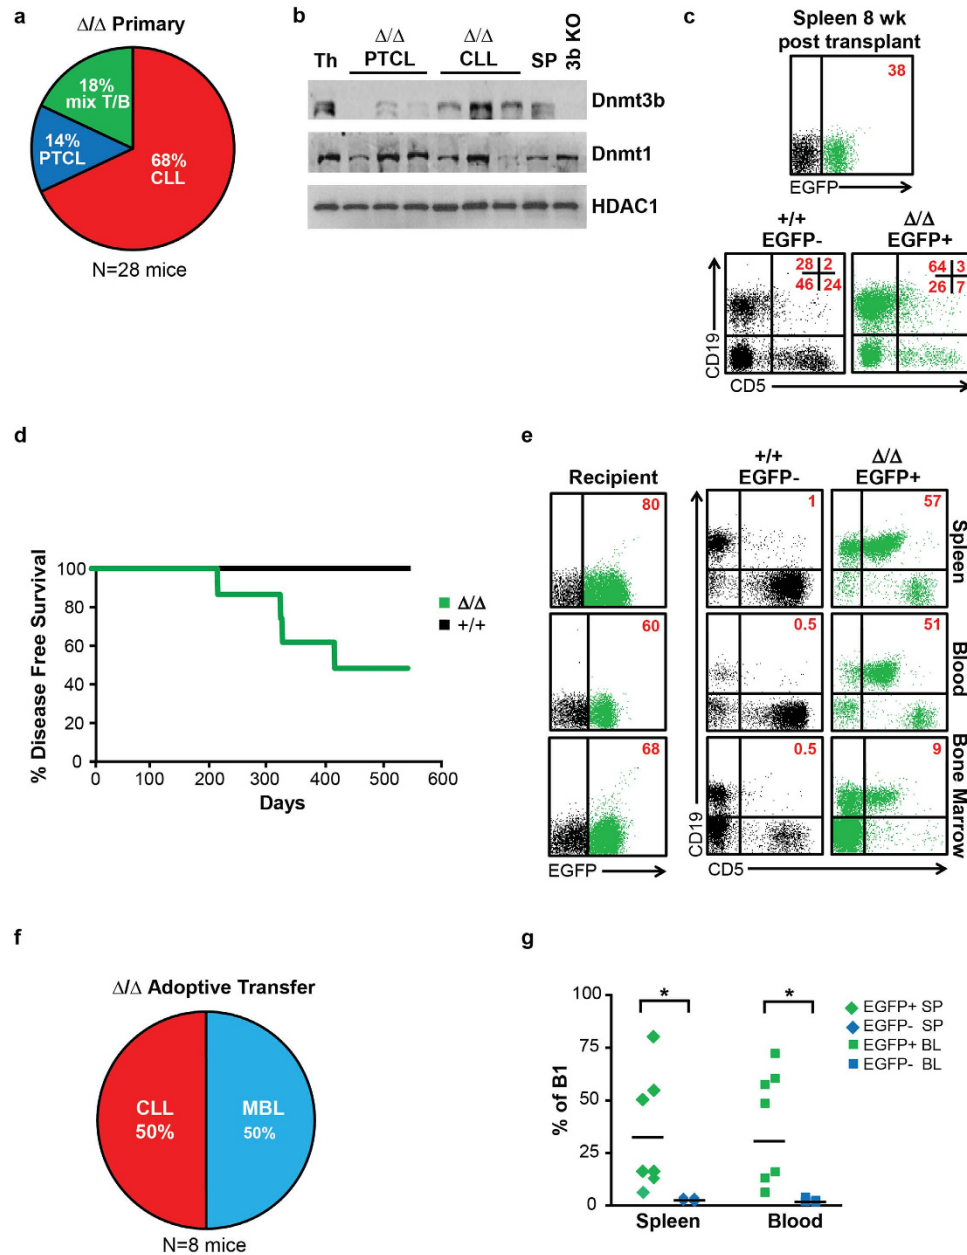 a
Δ/Δ Primary
18%
mix T/B
14%
PTCL
68%
CLL
N=28 mice
b
Δ/Δ Δ/Δ
Th PTCL CLL SP 3b KO
Dnmt3b
Dnmt1
HDAC1
c
Spleen 8 wk
post transplant
38
EGFP
+/+
EGFP-
Δ/Δ
EGFP+
28 2
46 24
64 3
26 7
CD19
CD5
d
% Disease Free Survival
100
80
60
40
20
0
0 100 200 300 400 500 600
Days
Δ/Δ
+/+
e
Recipient
+/+
EGFP-
Δ/Δ
EGFP+
80 1 57
Spleen
60 0.5 51
Blood
68 0.5 9
Bone Marrow
CD19
EGFP
CD5
f
Δ/Δ Adoptive Transfer
CLL
50%
MBL
50%
N=8 mice
g
% of B1
100
75
50
25
0
* *
Spleen Blood
EGFP+ SP
EGFP- SP
EGFP+ BL
EGFP- BL